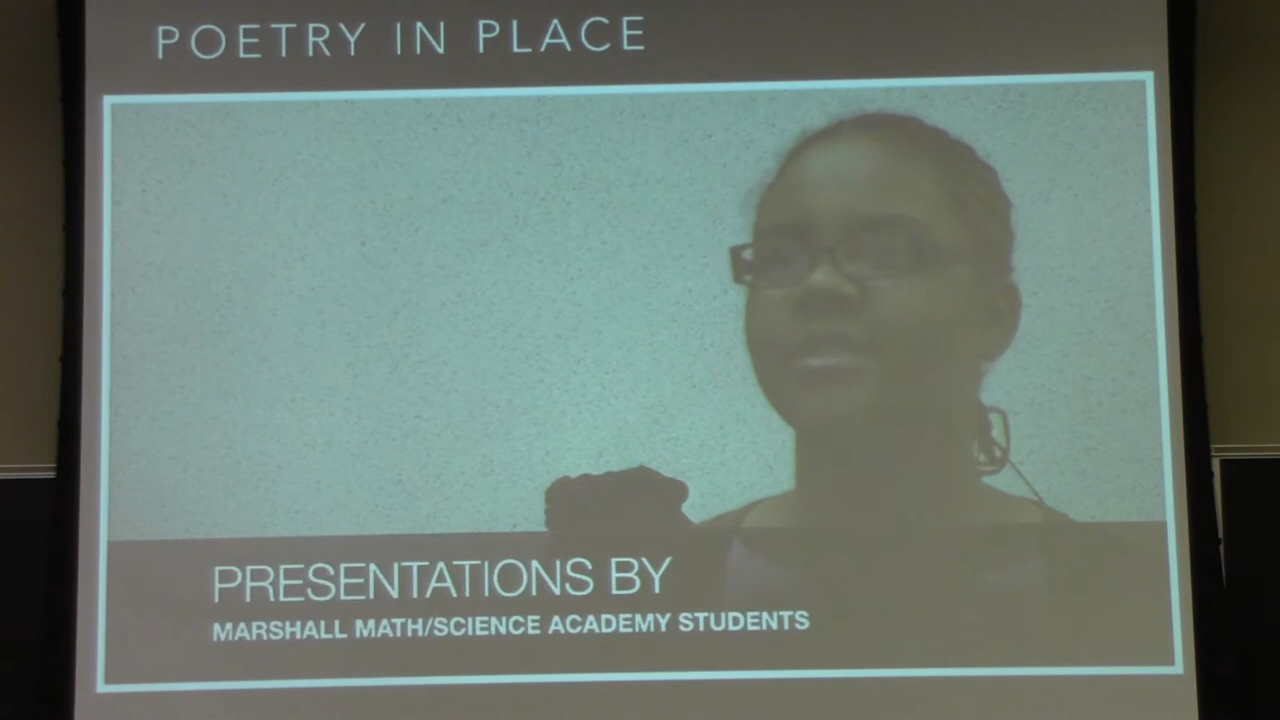 POETRY IN PLACE
PRESENTATIONS BY
MARSHALL MATH/SCIENCE ACADEMY STUDENTS